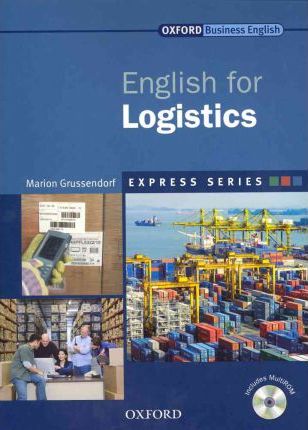 OXFORD Business English
English for
Logistics
Marion Grussendorf
EXPRESS SERIES
Includes MultiROM
OXFORD